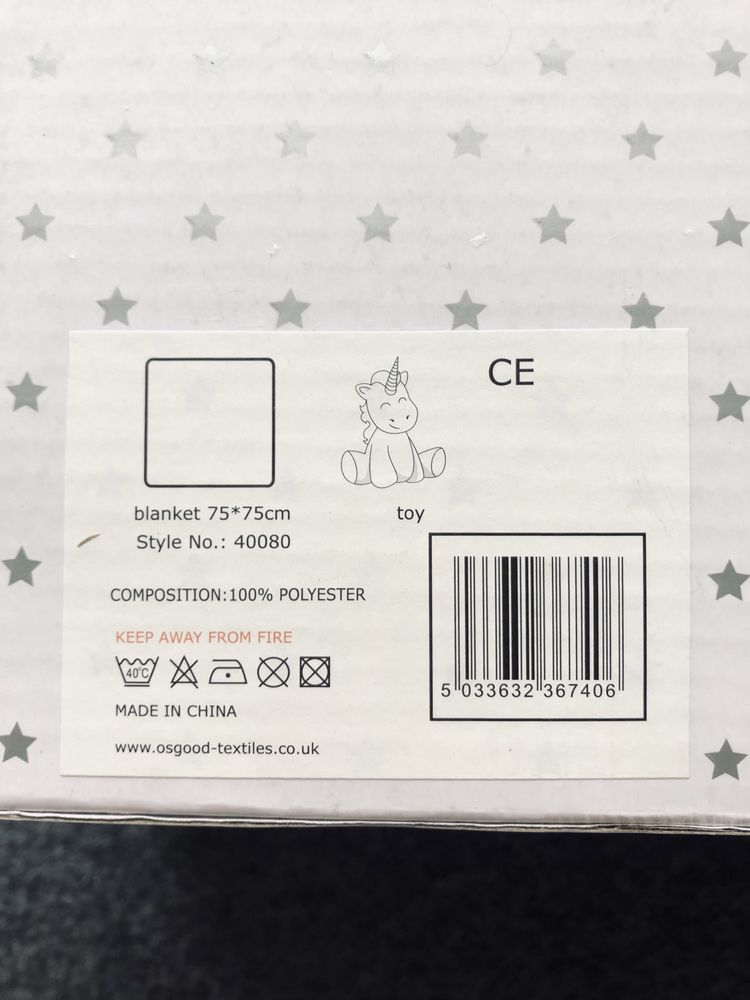 CE
blanket 75*75cm
toy
Style No.: 40080
COMPOSITION:100% POLYESTER
KEEP AWAY FROM FIRE
40°C
MADE IN CHINA
www.osgood-textiles.co.uk
5 033632 367406